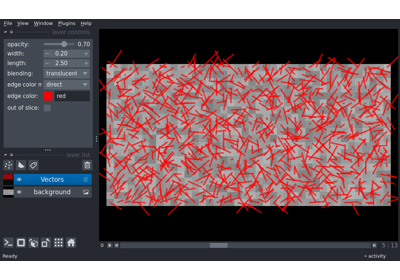 File View Window Plugins Help
layer controls
opacity: 0.70
width: 0.20
length: 2.50
blending: translucent
edge color m direct
edge color: red
out of slice:
layer list
Vectors
background
0 5 13
Ready activity